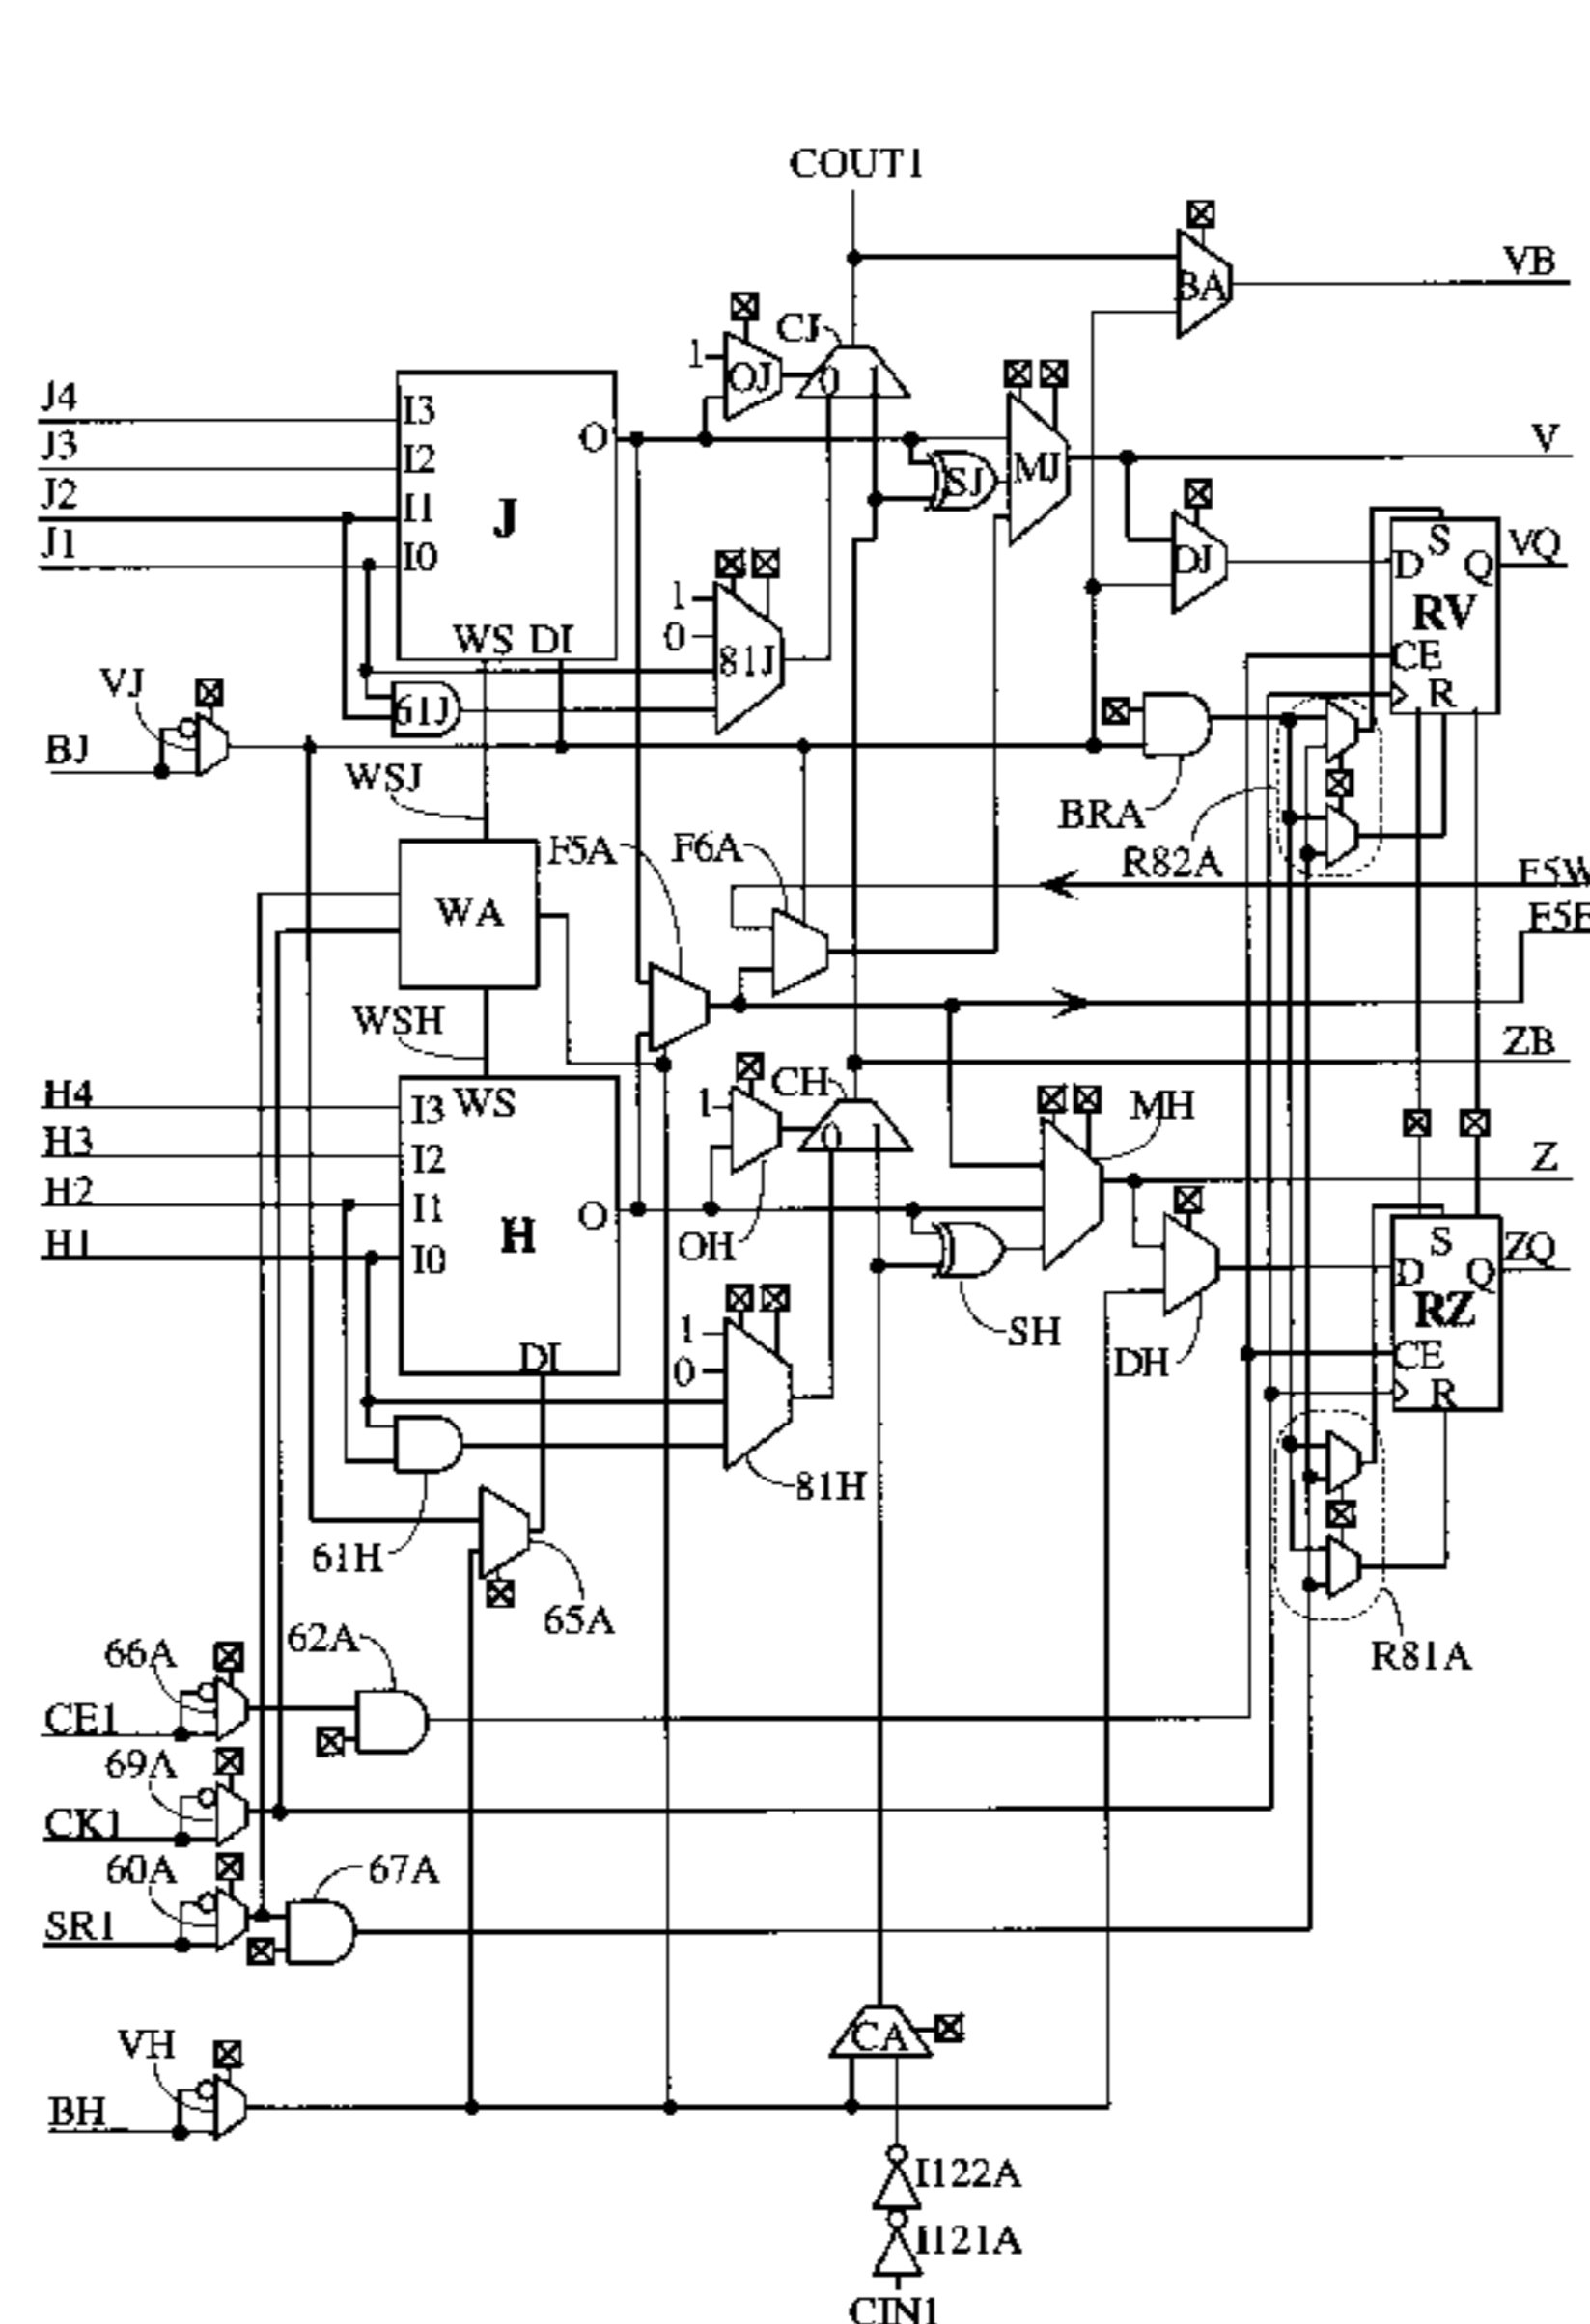 COUT1
VB
BA
CJ
1
OJ
0 1
J4
I3
J3
O
I2
SJ
MJ
V
J2
I1
J
J1
I0
DJ
S
VQ
D
Q
RV
1
0
WS DI
81J
CE
VJ
61J
R
BJ
WSJ
BRA
F5A
F6A
R82A
F5W
WA
WSH
ZB
CH
H4
I3 WS
1
0 1
MH
H3
I2
Z
H2
I1
O
H
OH
S
H1
I0
D
Q
ZQ
RZ
1
SH
DI
0
DH
CE
R
81H
61H
65A
62A
66A
R81A
CE1
69A
CK1
60A
67A
SR1
VH
CA
BH
I122A
I121A
CIN1